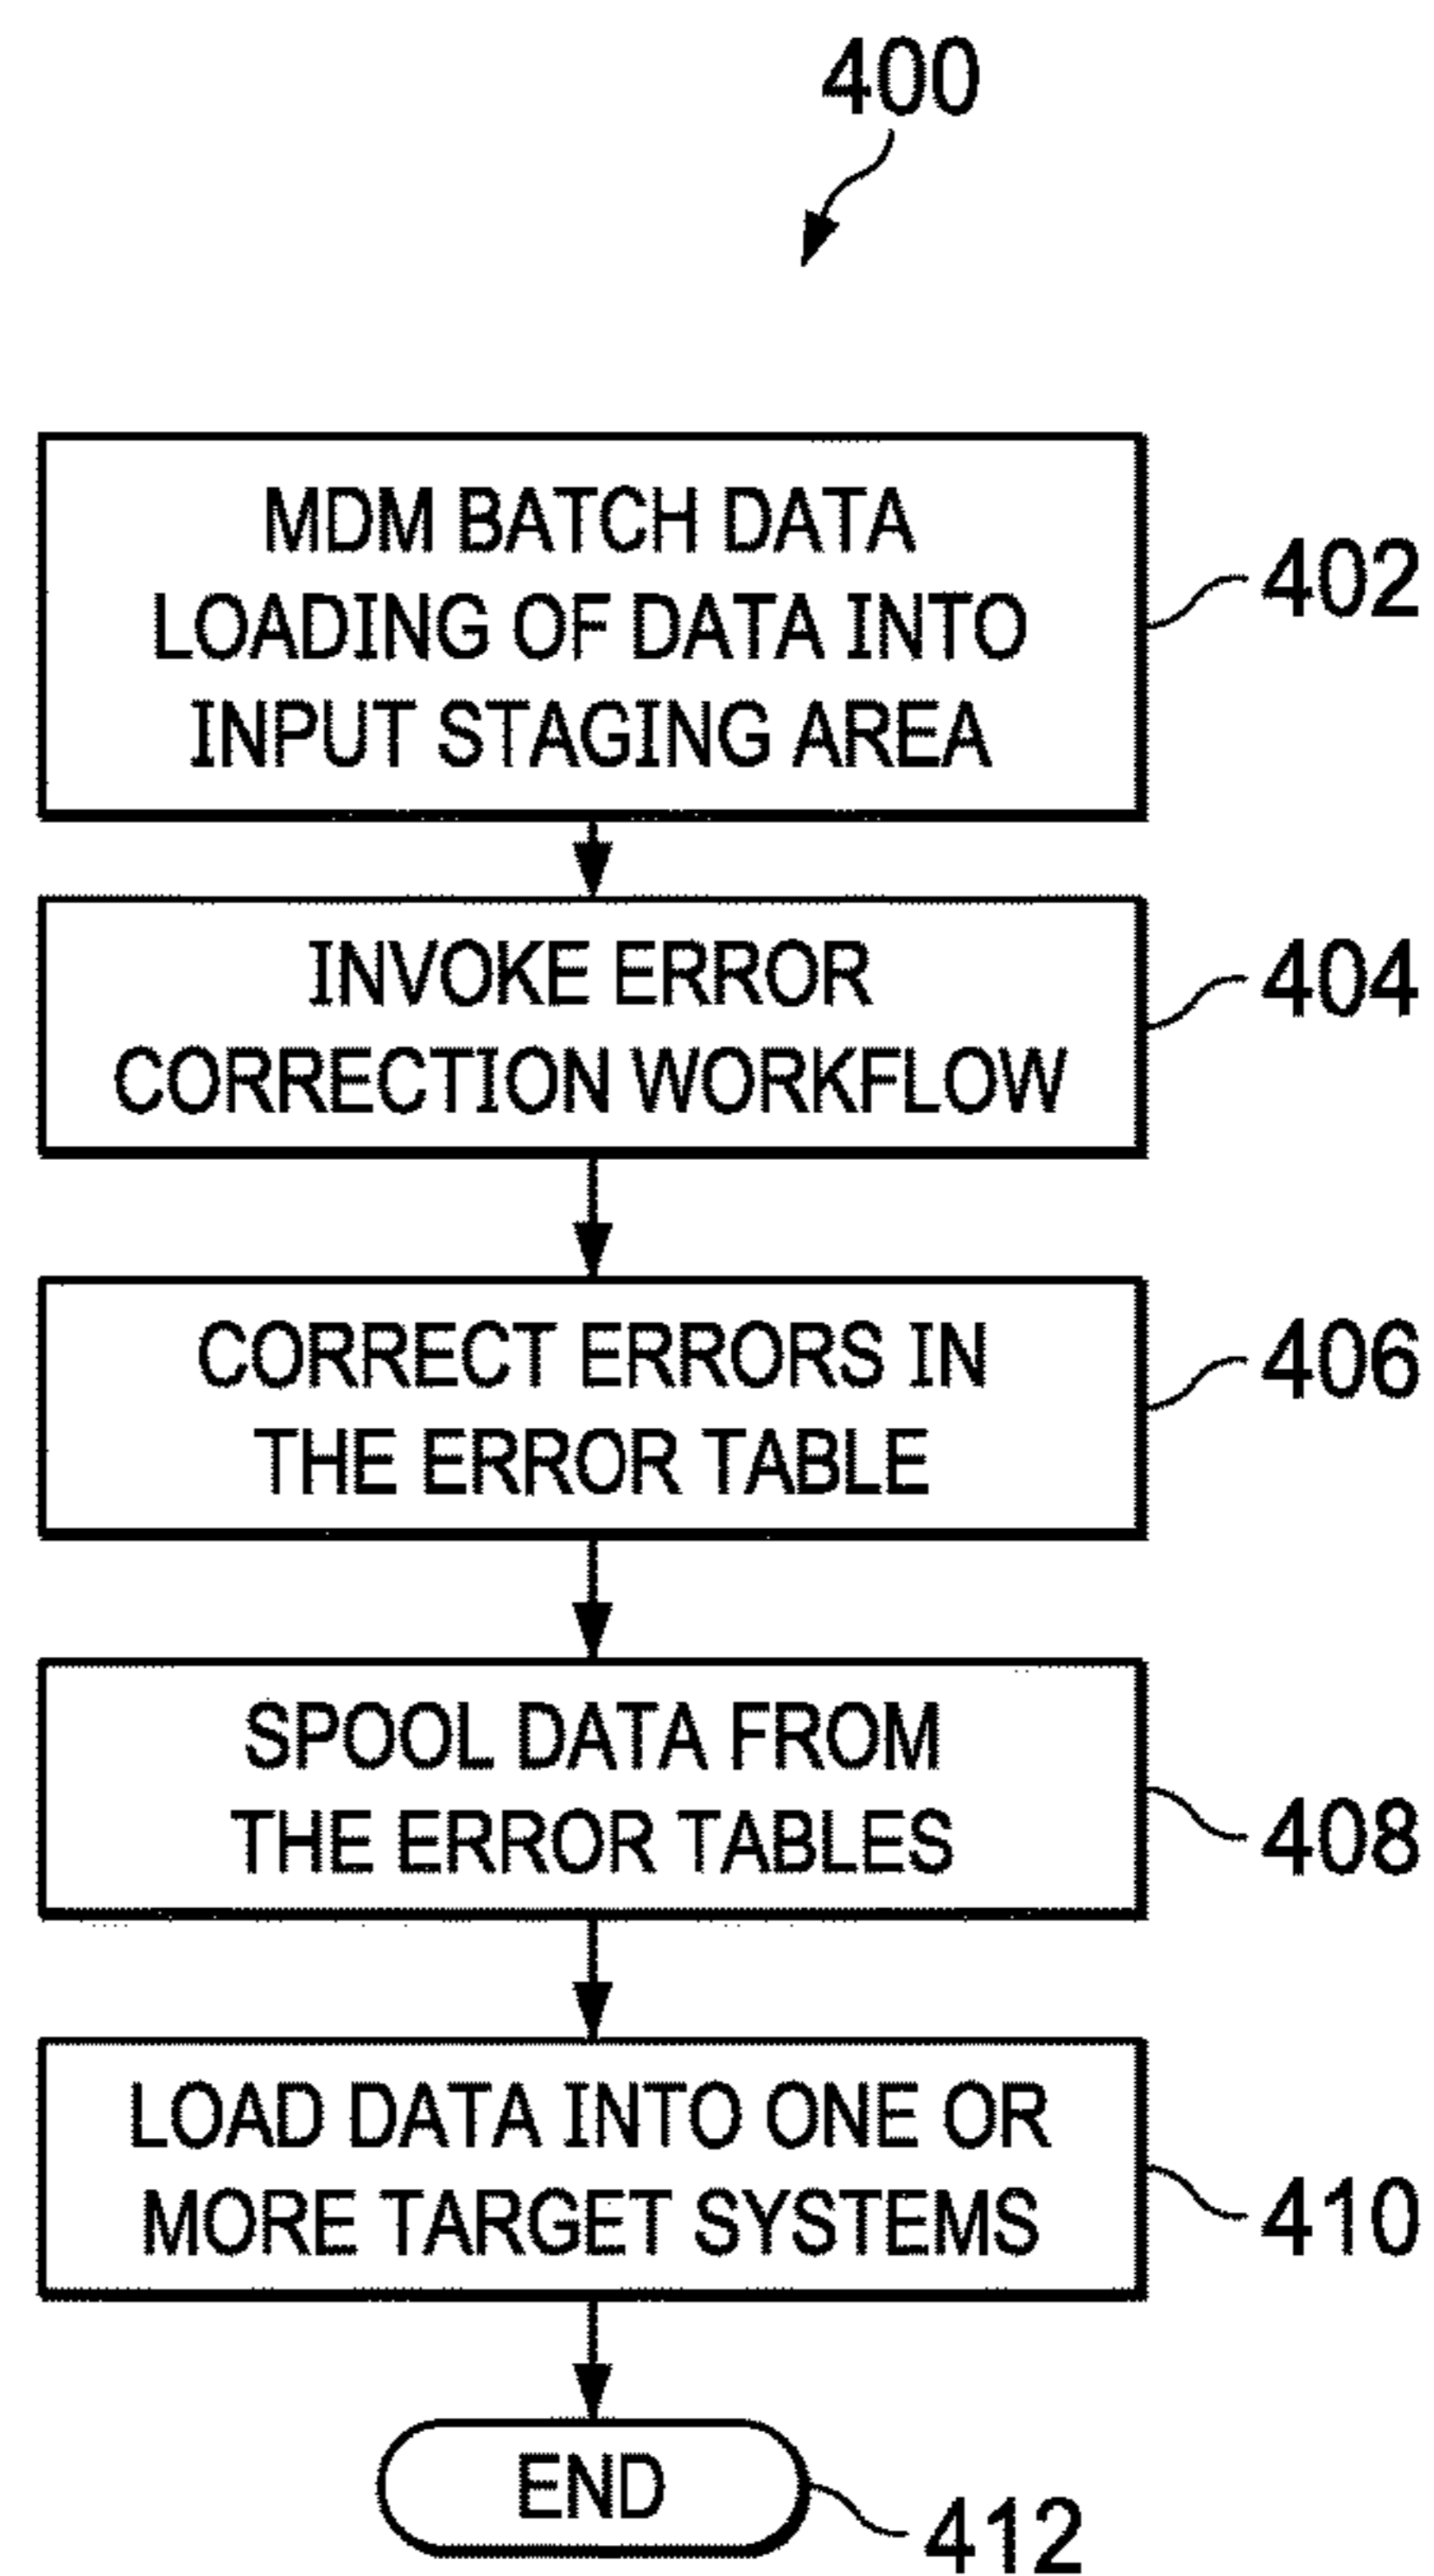 400
MDM BATCH DATA
LOADING OF DATA INTO
INPUT STAGING AREA
402
INVOKE ERROR
CORRECTION WORKFLOW
404
CORRECT ERRORS IN
THE ERROR TABLE
406
SPOOL DATA FROM
THE ERROR TABLES
408
LOAD DATA INTO ONE OR
MORE TARGET SYSTEMS
410
END
412